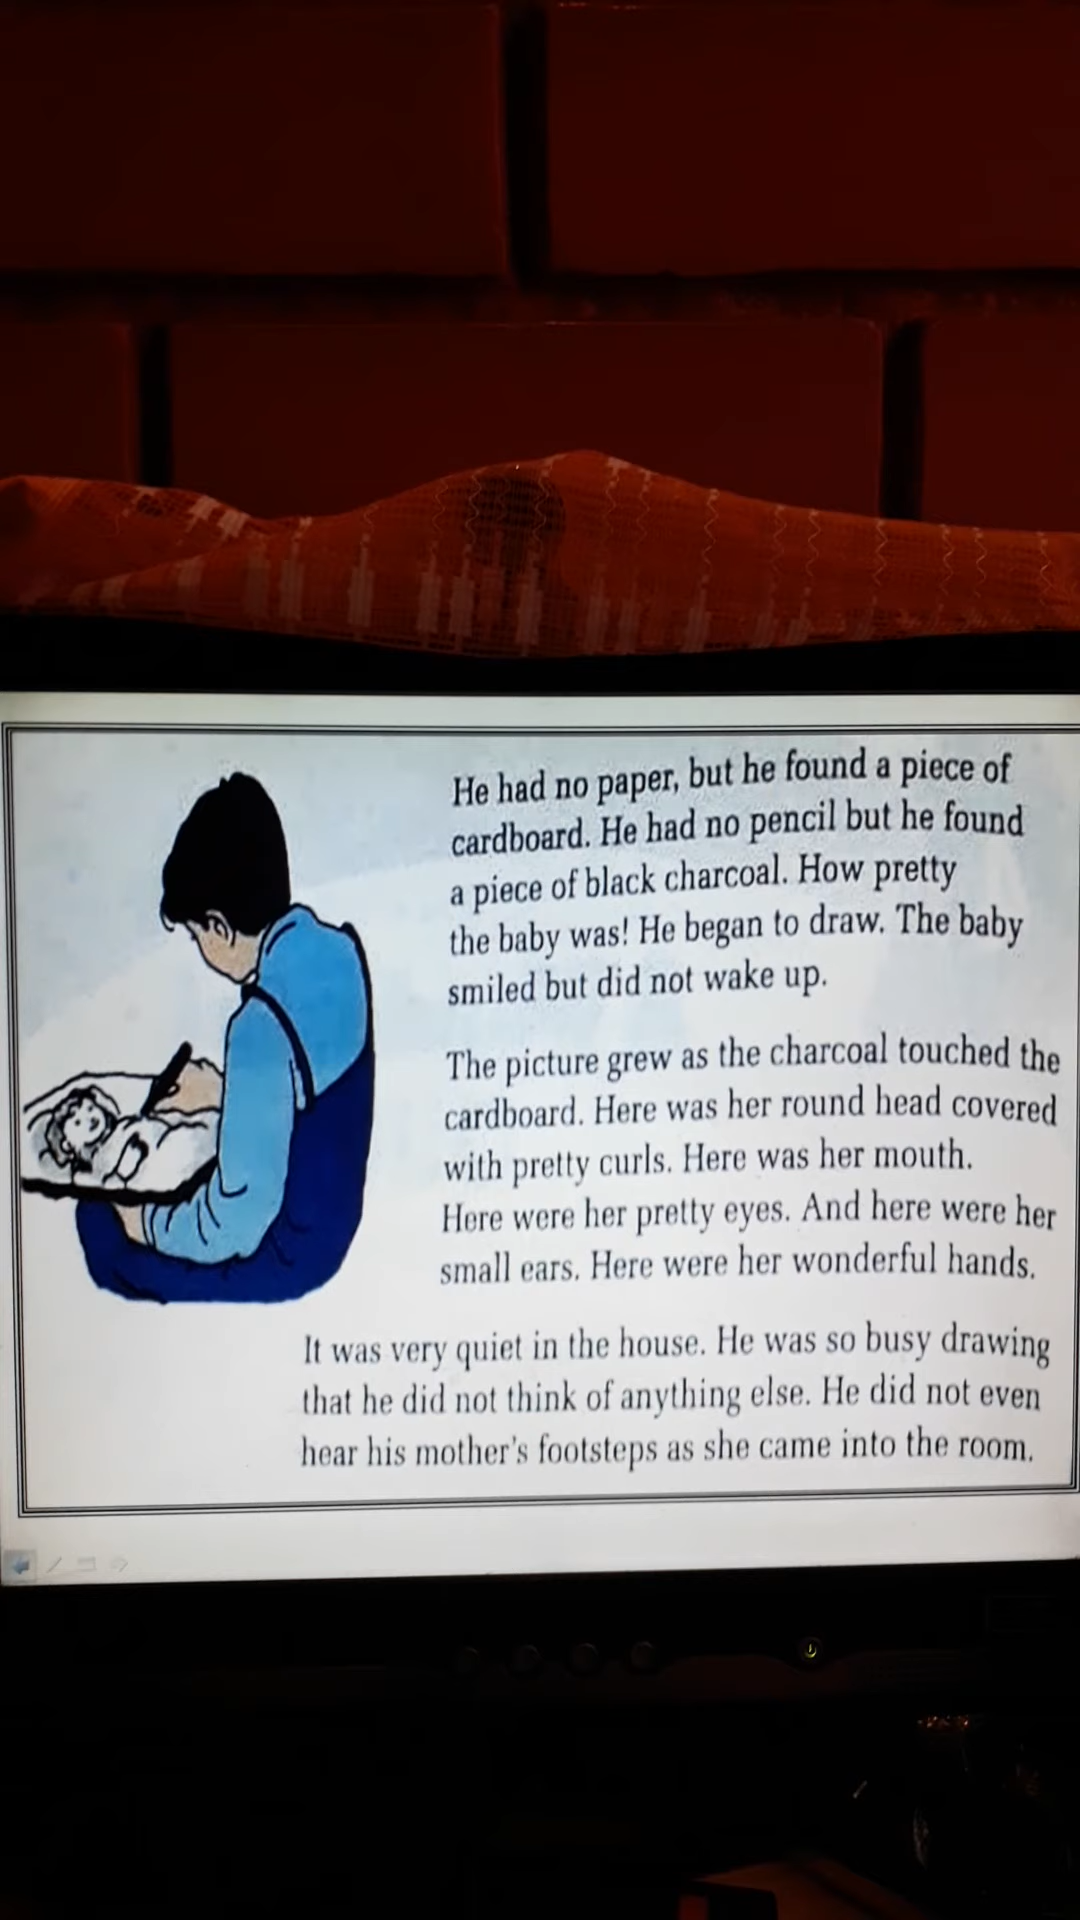 He had no paper, but he found a piece of
cardboard. He had no pencil but he found
a piece of black charcoal. How pretty
the baby was! He began to draw. The baby
smiled but did not wake up.
The picture grew as the charcoal touched the
cardboard. Here was her round head covered
with pretty curls. Here was her mouth.
Here were her pretty eyes. And here were her
small ears. Here were her wonderful hands.
It was very quiet in the house. He was so busy drawing
that he did not think of anything else. He did not even
hear his mother's footsteps as she came into the room.